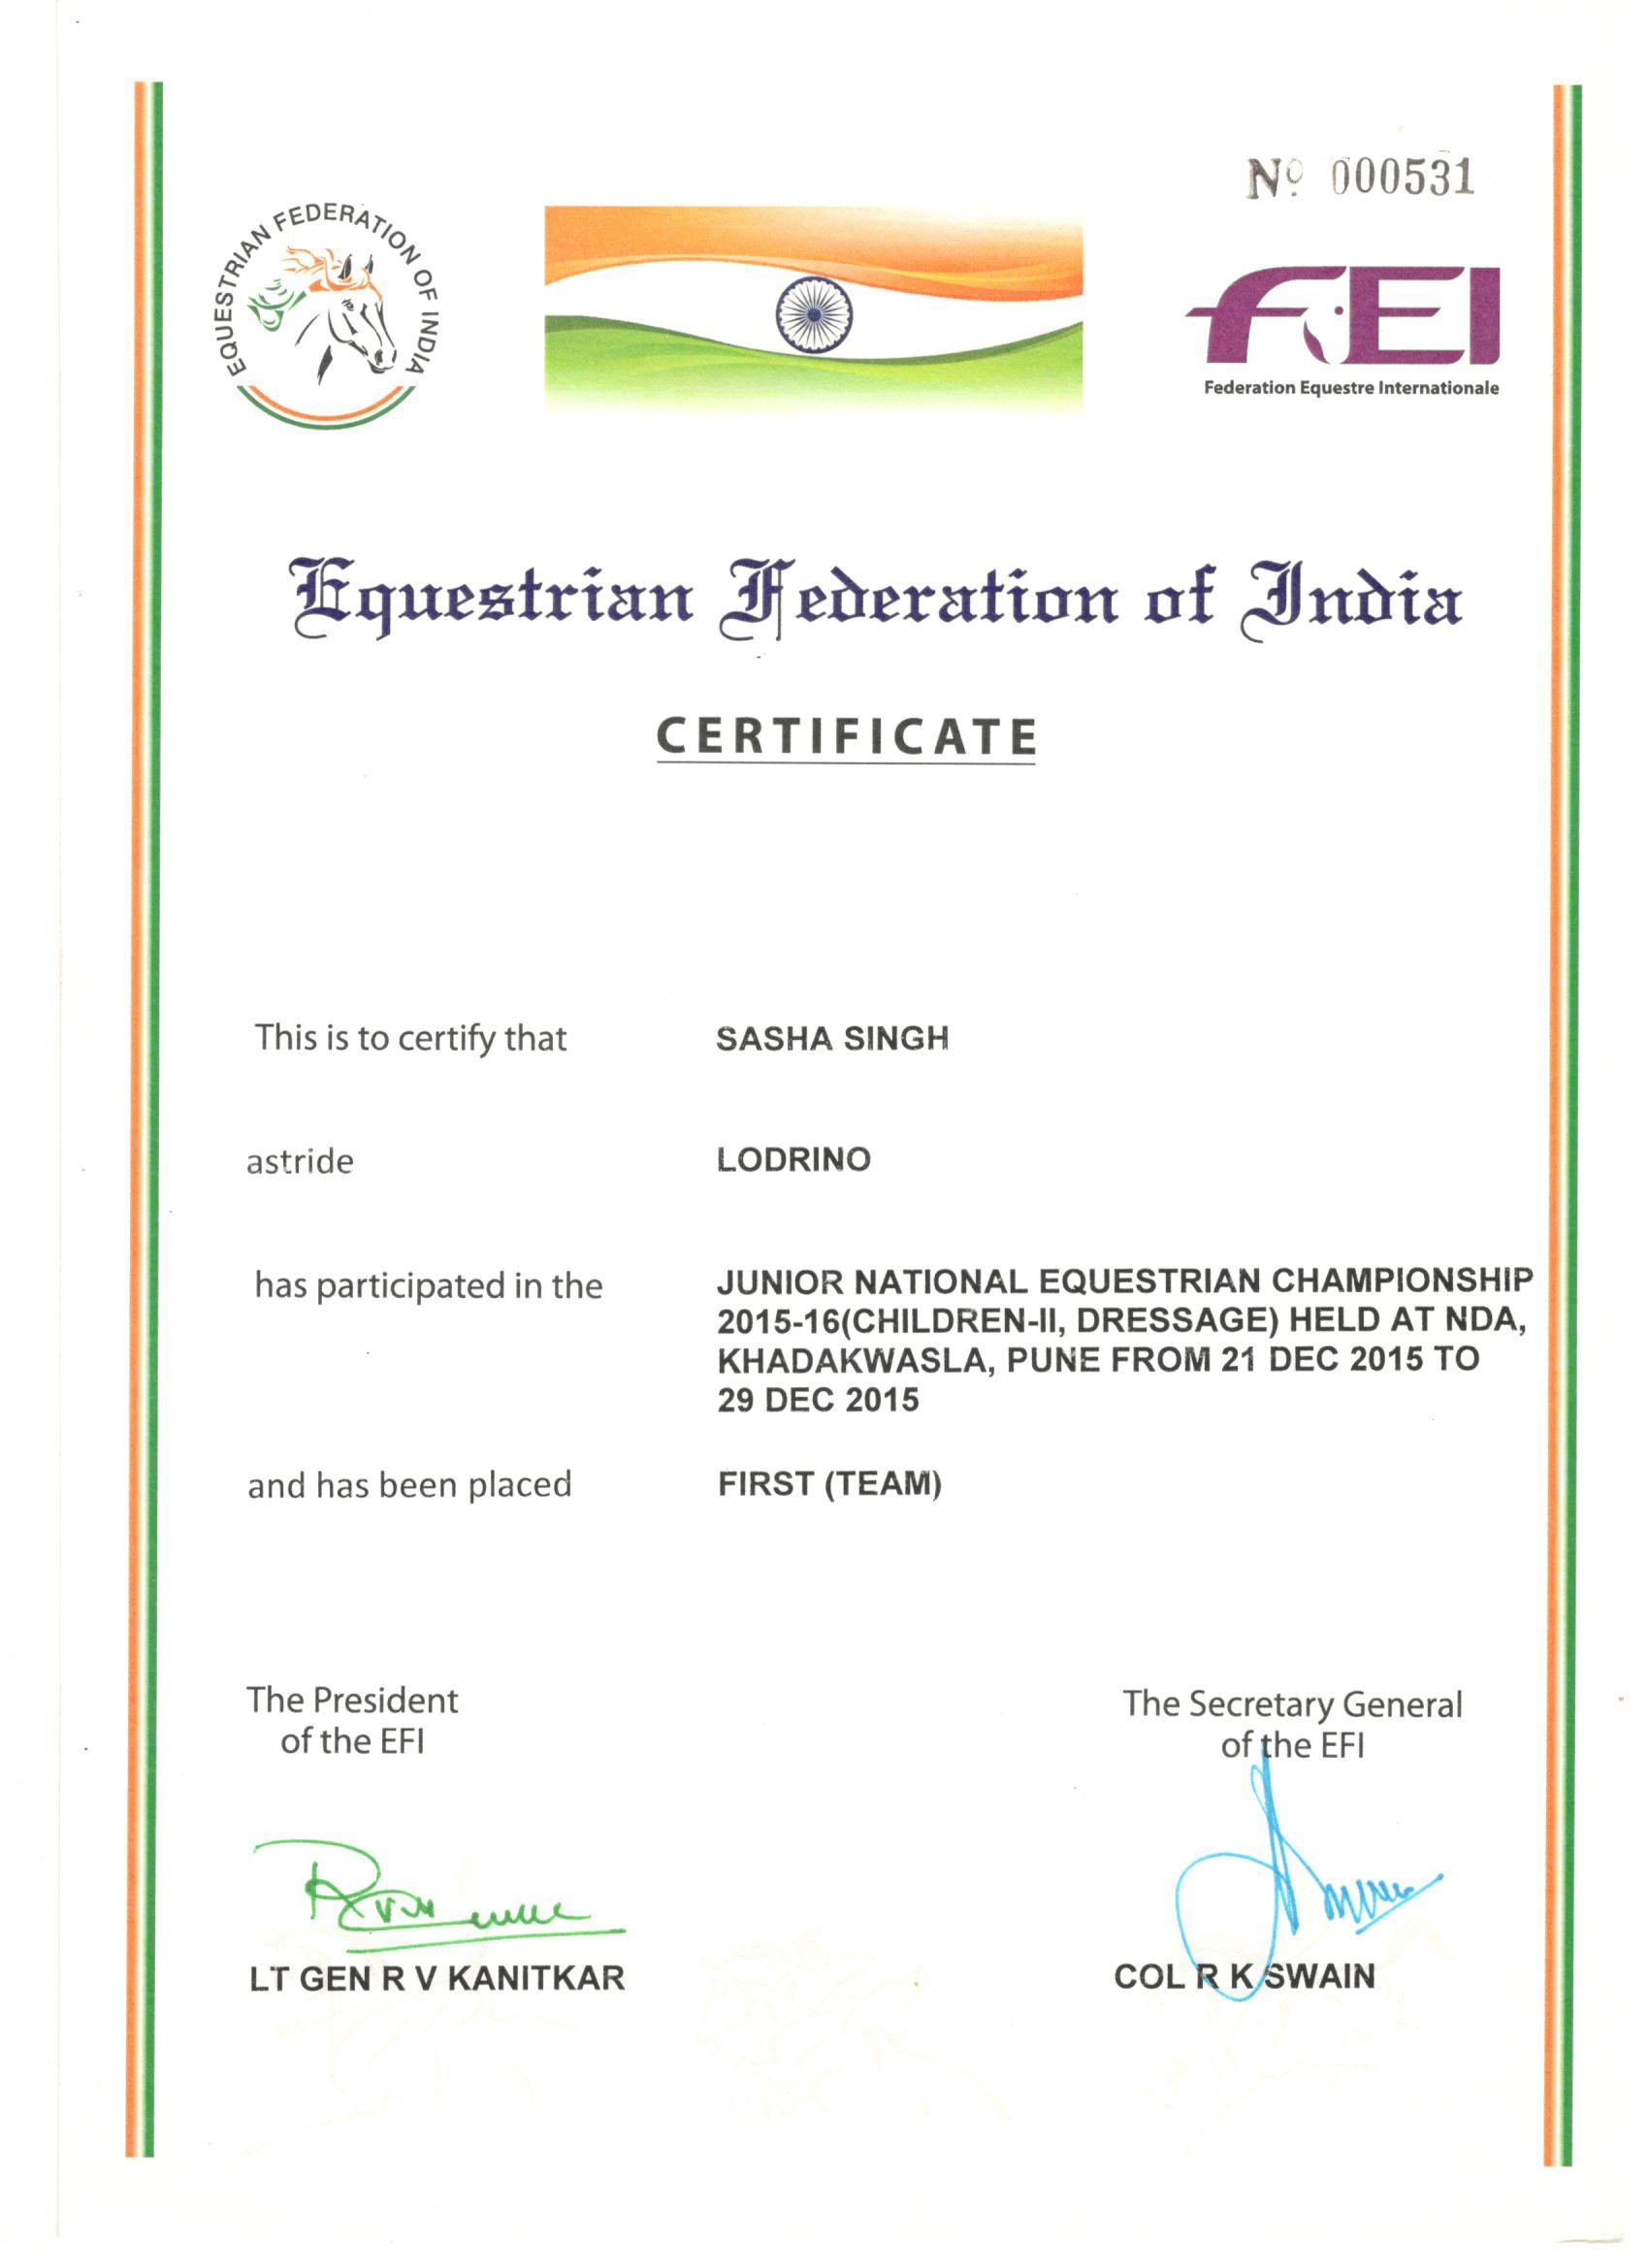 Nº 000531
EQUESTRIAN FEDERATION OF INDIA
FEI
Federation Equestre Internationale
Equestrian Federation of India
CERTIFICATE
This is to certify that SASHA SINGH
astride LODRINO
has participated in the JUNIOR NATIONAL EQUESTRIAN CHAMPIONSHIP
2015-16(CHILDREN-II, DRESSAGE) HELD AT NDA,
KHADAKWASLA, PUNE FROM 21 DEC 2015 TO
29 DEC 2015
and has been placed FIRST (TEAM)
The President
of the EFI
LT GEN R V KANITKAR
The Secretary General
of the EFI
COL R K SWAIN